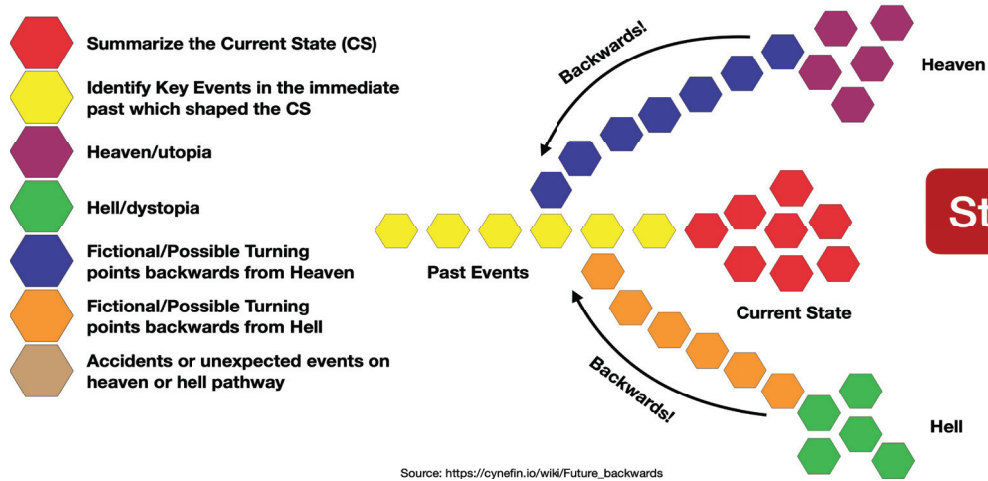 Summarize the Current State (CS)
Identify Key Events in the immediate
past which shaped the CS
Heaven/utopia
Hell/dystopia
Fictional/Possible Turning
points backwards from Heaven
Fictional/Possible Turning
points backwards from Hell
Accidents or unexpected events on
heaven or hell pathway
Backwards!
Heaven
St
Past Events
Current State
Backwards!
Hell
Source: https://cynefin.io/wiki/Future_backwards